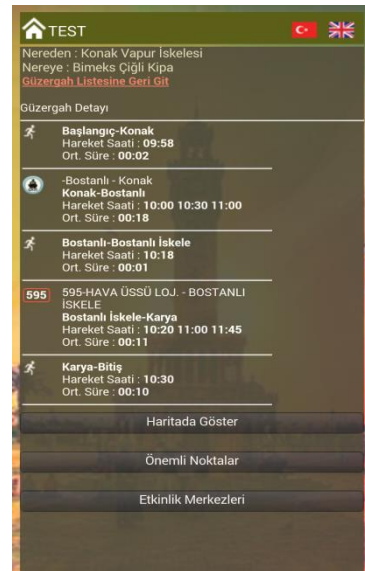 TEST
Nereden : Konak Vapur İskelesi
Nereye : Bimeks Çiğli Kipa
Güzergah Listesine Geri Git
Güzergah Detayı
Başlangıç-Konak
Hareket Saati : 09:58
Ort. Süre : 00:02
-Bostanlı - Konak
Konak-Bostanlı
Hareket Saati : 10:00 10:30 11:00
Ort. Süre : 00:18
Bostanlı-Bostanlı İskele
Hareket Saati : 10:18
Ort. Süre : 00:01
595
595-HAVA ÜSSÜ LOJ. - BOSTANLI
İSKELE
Bostanlı İskele-Karya
Hareket Saati : 10:20 11:00 11:45
Ort. Süre : 00:11
Karya-Bitiş
Hareket Saati : 10:30
Ort. Süre : 00:10
Haritada Göster
Önemli Noktalar
Etkinlik Merkezleri